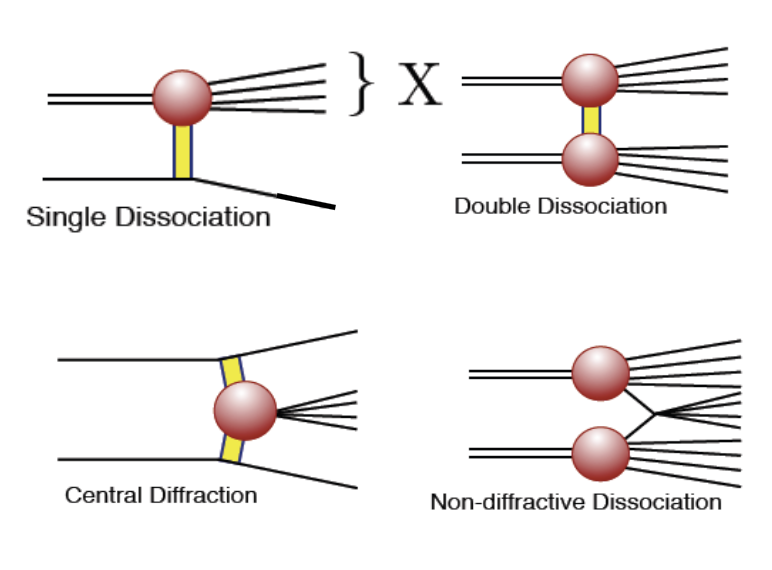 } X
Single Dissociation
Double Dissociation
Central Diffraction
Non-diffractive Dissociation